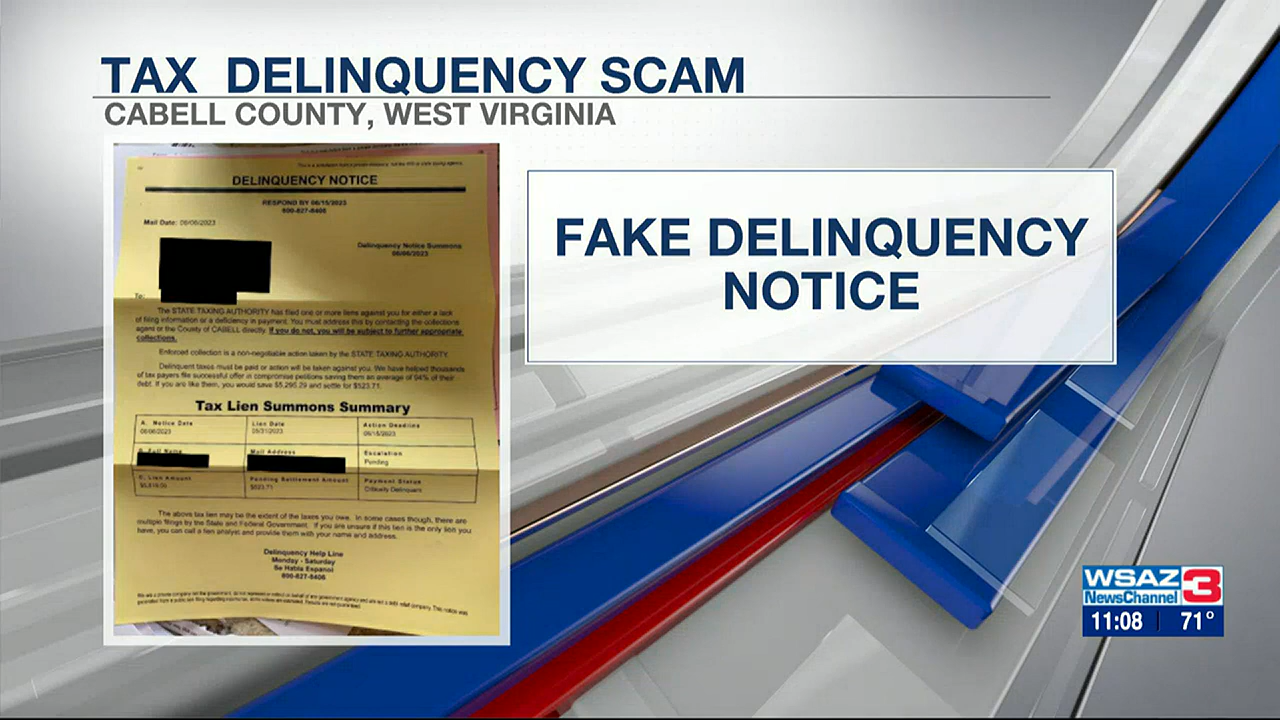 TAX DELINQUENCY SCAM
CABELL COUNTY, WEST VIRGINIA
DELINQUENCY NOTICE
RESPOND BY 06/15/2023
800-827-8406
Mail Date: 06/06/2023
Delinquency Notice Summons
06/06/2023
To:
The STATE TAXING AUTHORITY has filed one or more liens against you for either a lack
of filing information or a deficiency in payment. You must address this by contacting the collections
agent or the County of CABELL directly. If you do not, you will be subject to further appropriate
collections.
Enforced collection is a non-negotiable action taken by the STATE TAXING AUTHORITY.
Delinquent taxes must be paid or action will be taken against you. We have helped thousands
of tax payers file successful offer in compromise petitions saving them an average of 94% of their
debt. If you are like them, you would save $5,295.29 and settle for $523.71.
Tax Lien Summons Summary
A. Notice Date
Lien Date
Action Deadline
06/06/2023
05/31/2023
06/15/2023
Full Name
Mail Address
Escalation
Pending
C. Lien Amount
Pending Settlement Amount
Payment Status
$523.71
Critically Delinquent
The above tax lien may be the extent of the taxes you owe. In some cases though, there are
multiple filings by the State and Federal Government. If you are unsure if this lien is the only lien you
have, you can call a lien analyst and provide them with your name and address.
Delinquency Help Line
Monday - Saturday
Se Habla Espanol
800-827-8406
FAKE DELINQUENCY
NOTICE
WSAZ 3
NewsChannel
11:08 71°